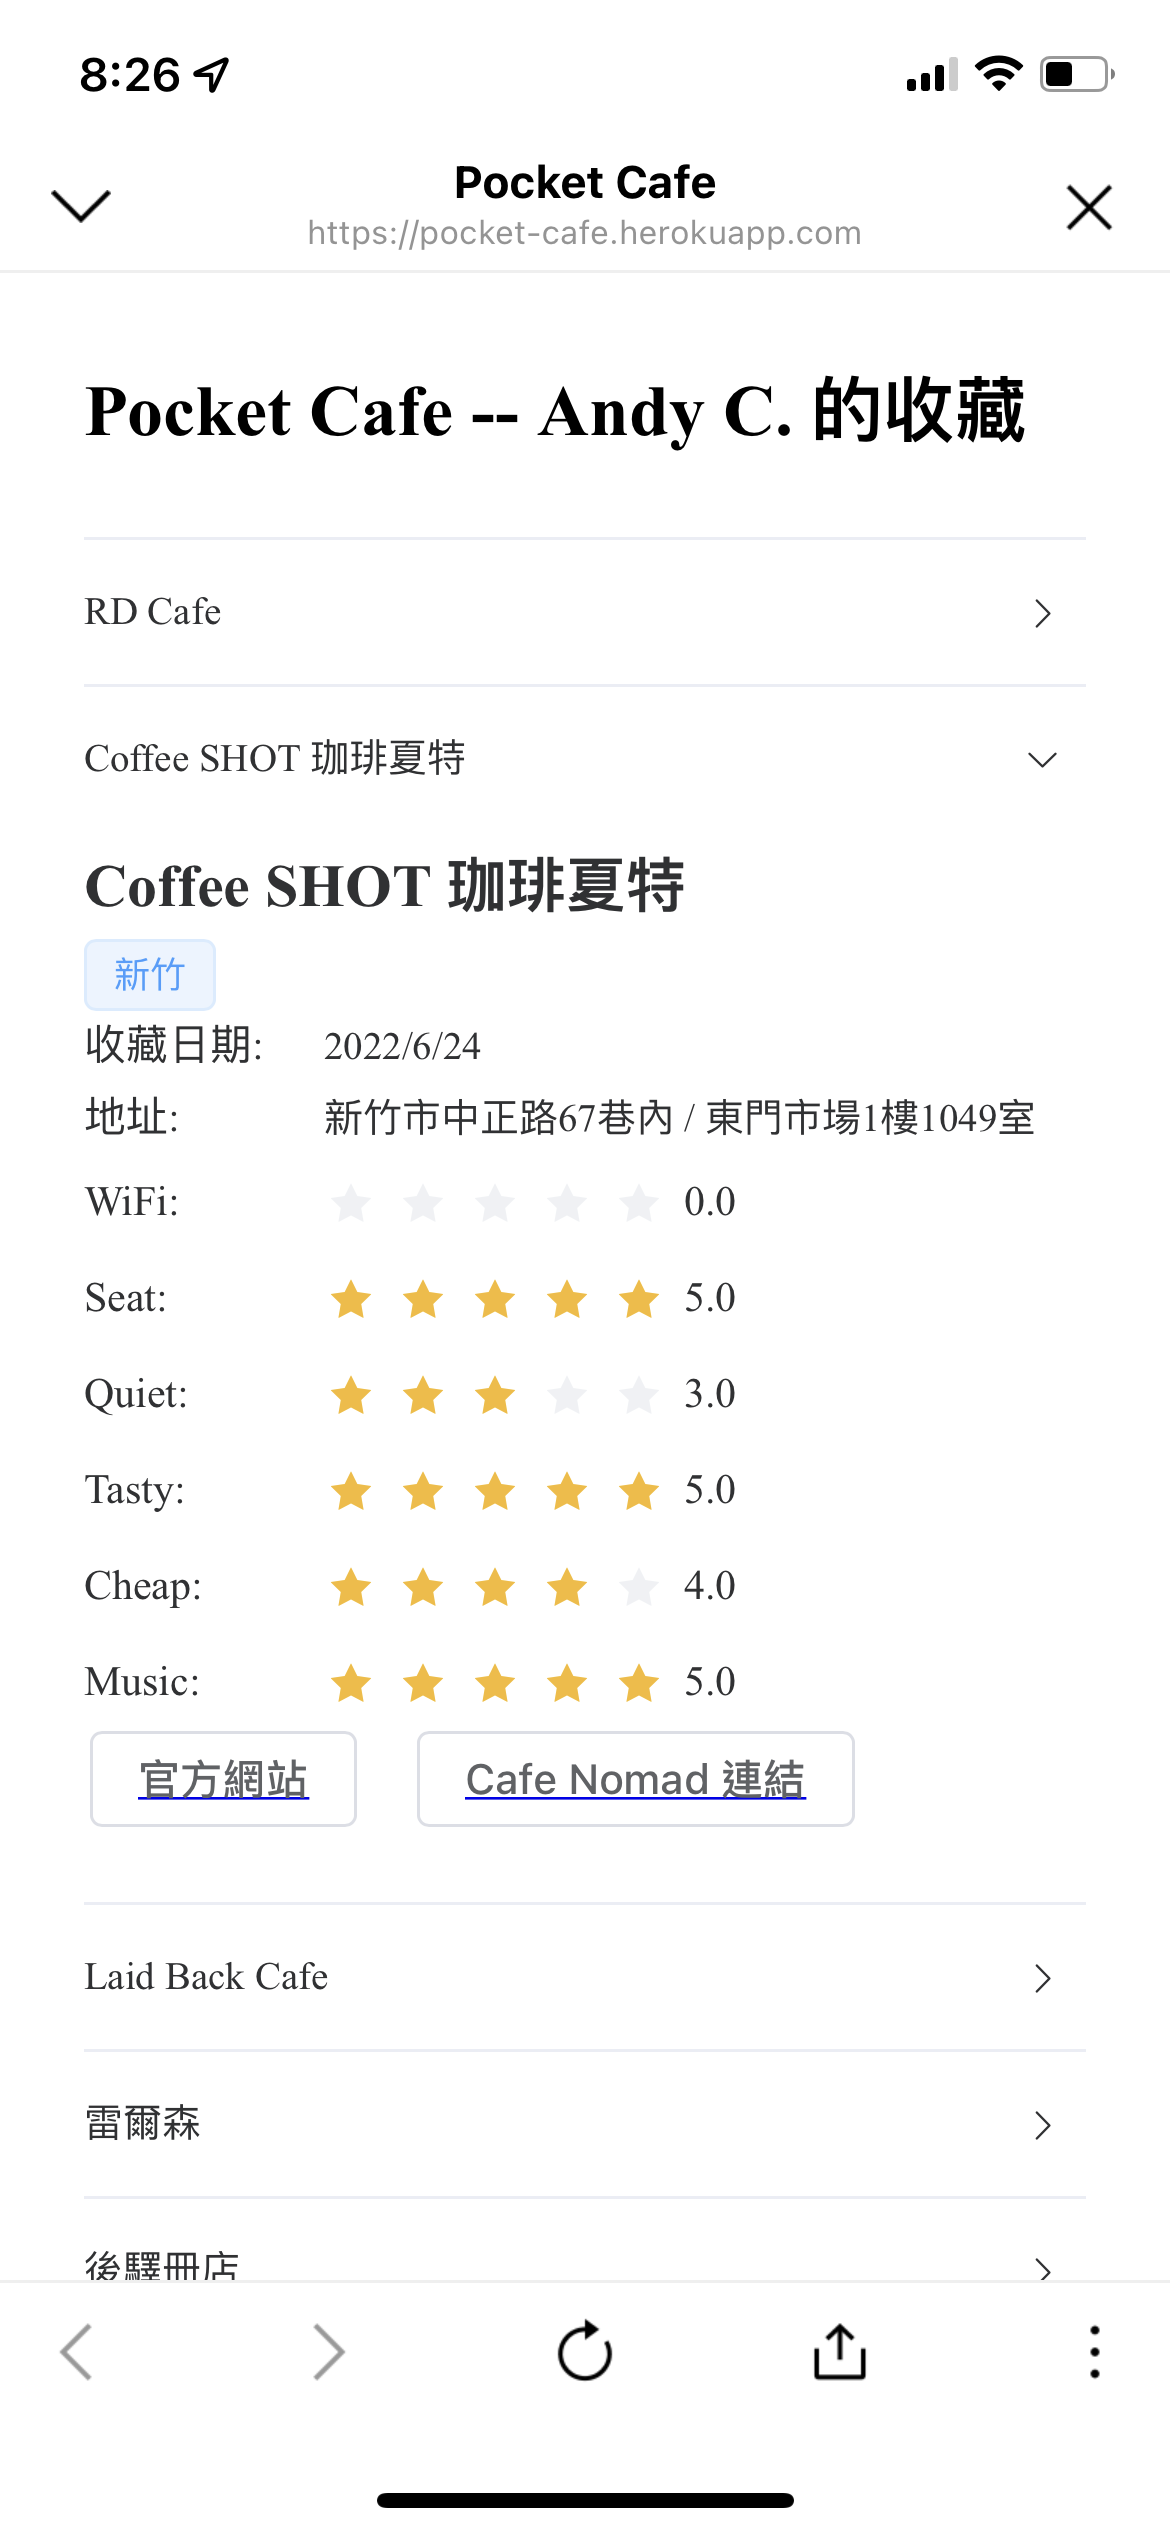 8:26
Pocket Cafe
https://pocket-cafe.herokuapp.com
Pocket Cafe -- Andy C. 的收藏
RD Cafe
Coffee SHOT 珈琲夏特
Coffee SHOT 珈琲夏特
新竹
收藏日期: 2022/6/24
地址: 新竹市中正路67巷內 / 東門市場1樓1049室
WiFi: 0.0
Seat: 5.0
Quiet: 3.0
Tasty: 5.0
Cheap: 4.0
Music: 5.0
官方網站 Cafe Nomad 連結
Laid Back Cafe
雷爾森
後驛冊店